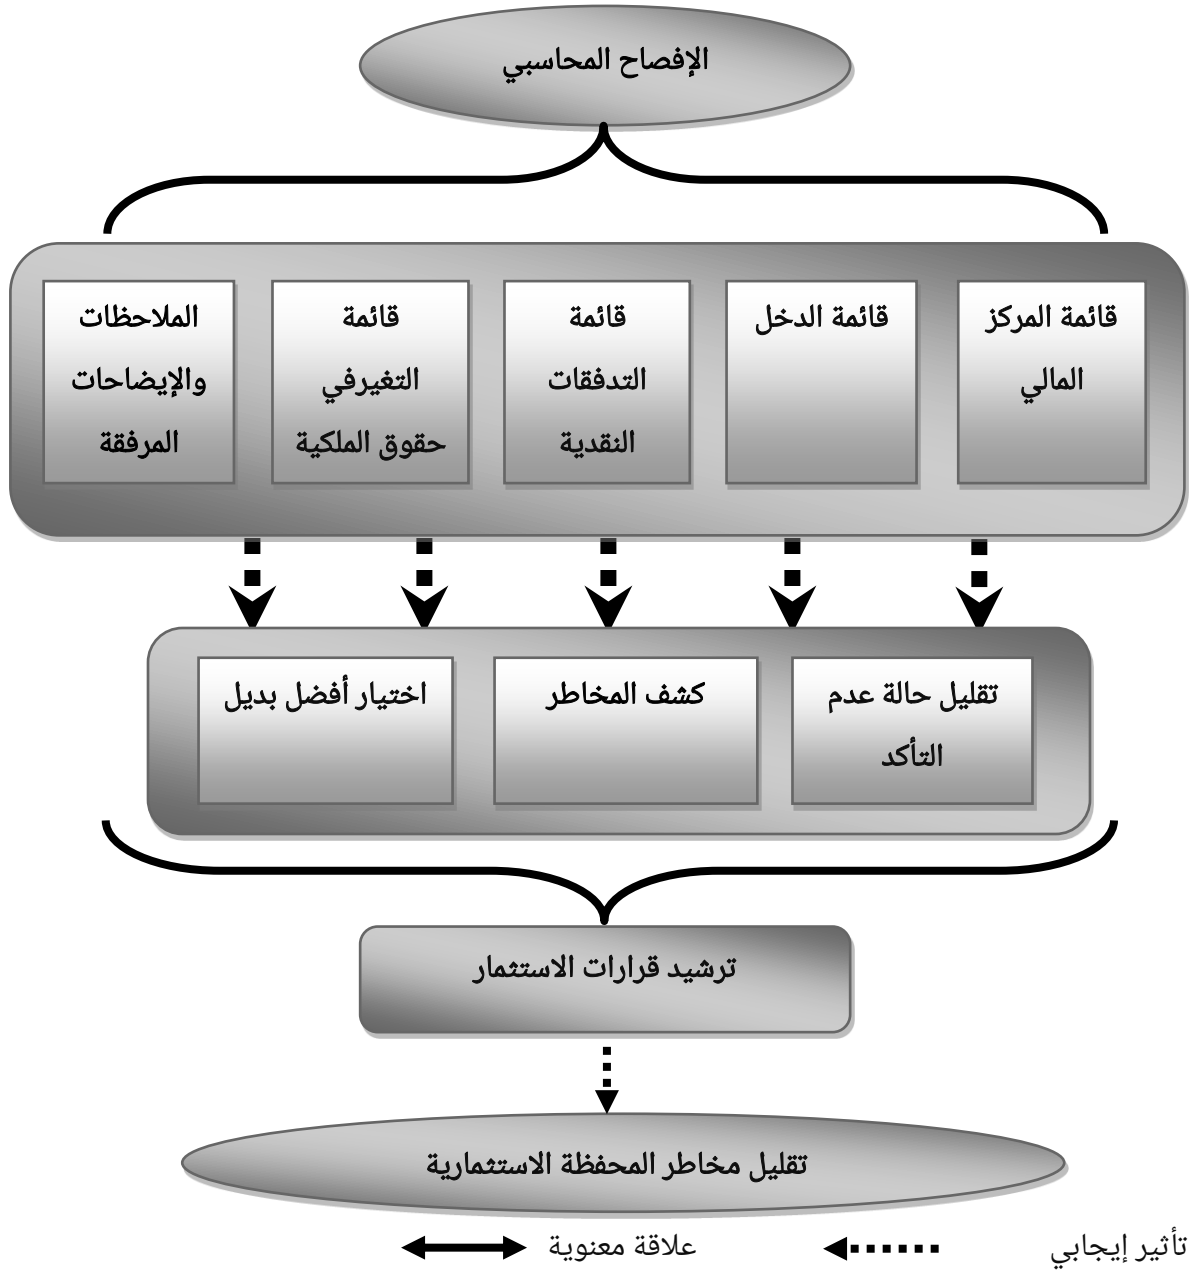 الإفصاح المحاسبي
قائمة المركز
المالي
قائمة الدخل
قائمة
التدفقات
النقدية
قائمة
التغيرفي
حقوق الملكية
الملاحظات
والإيضاحات
المرفقة
تقليل حالة عدم
التأكد
كشف المخاطر
اختيار أفضل بديل
ترشيد قرارات الاستثمار
تقليل مخاطر المحفظة الاستثمارية
تأثير إيجابي
علاقة معنوية